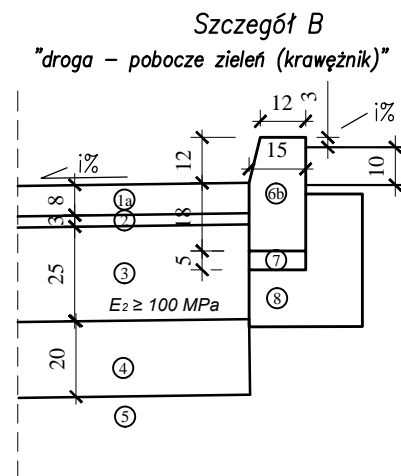 Szczegół B
"droga – pobocze zieleń (krawężnik)"
12
3
i%
12
15
i%
10
8
1a
18
6b
3
2
5
7
25
3
8
E₂ ≥ 100 MPa
20
4
5